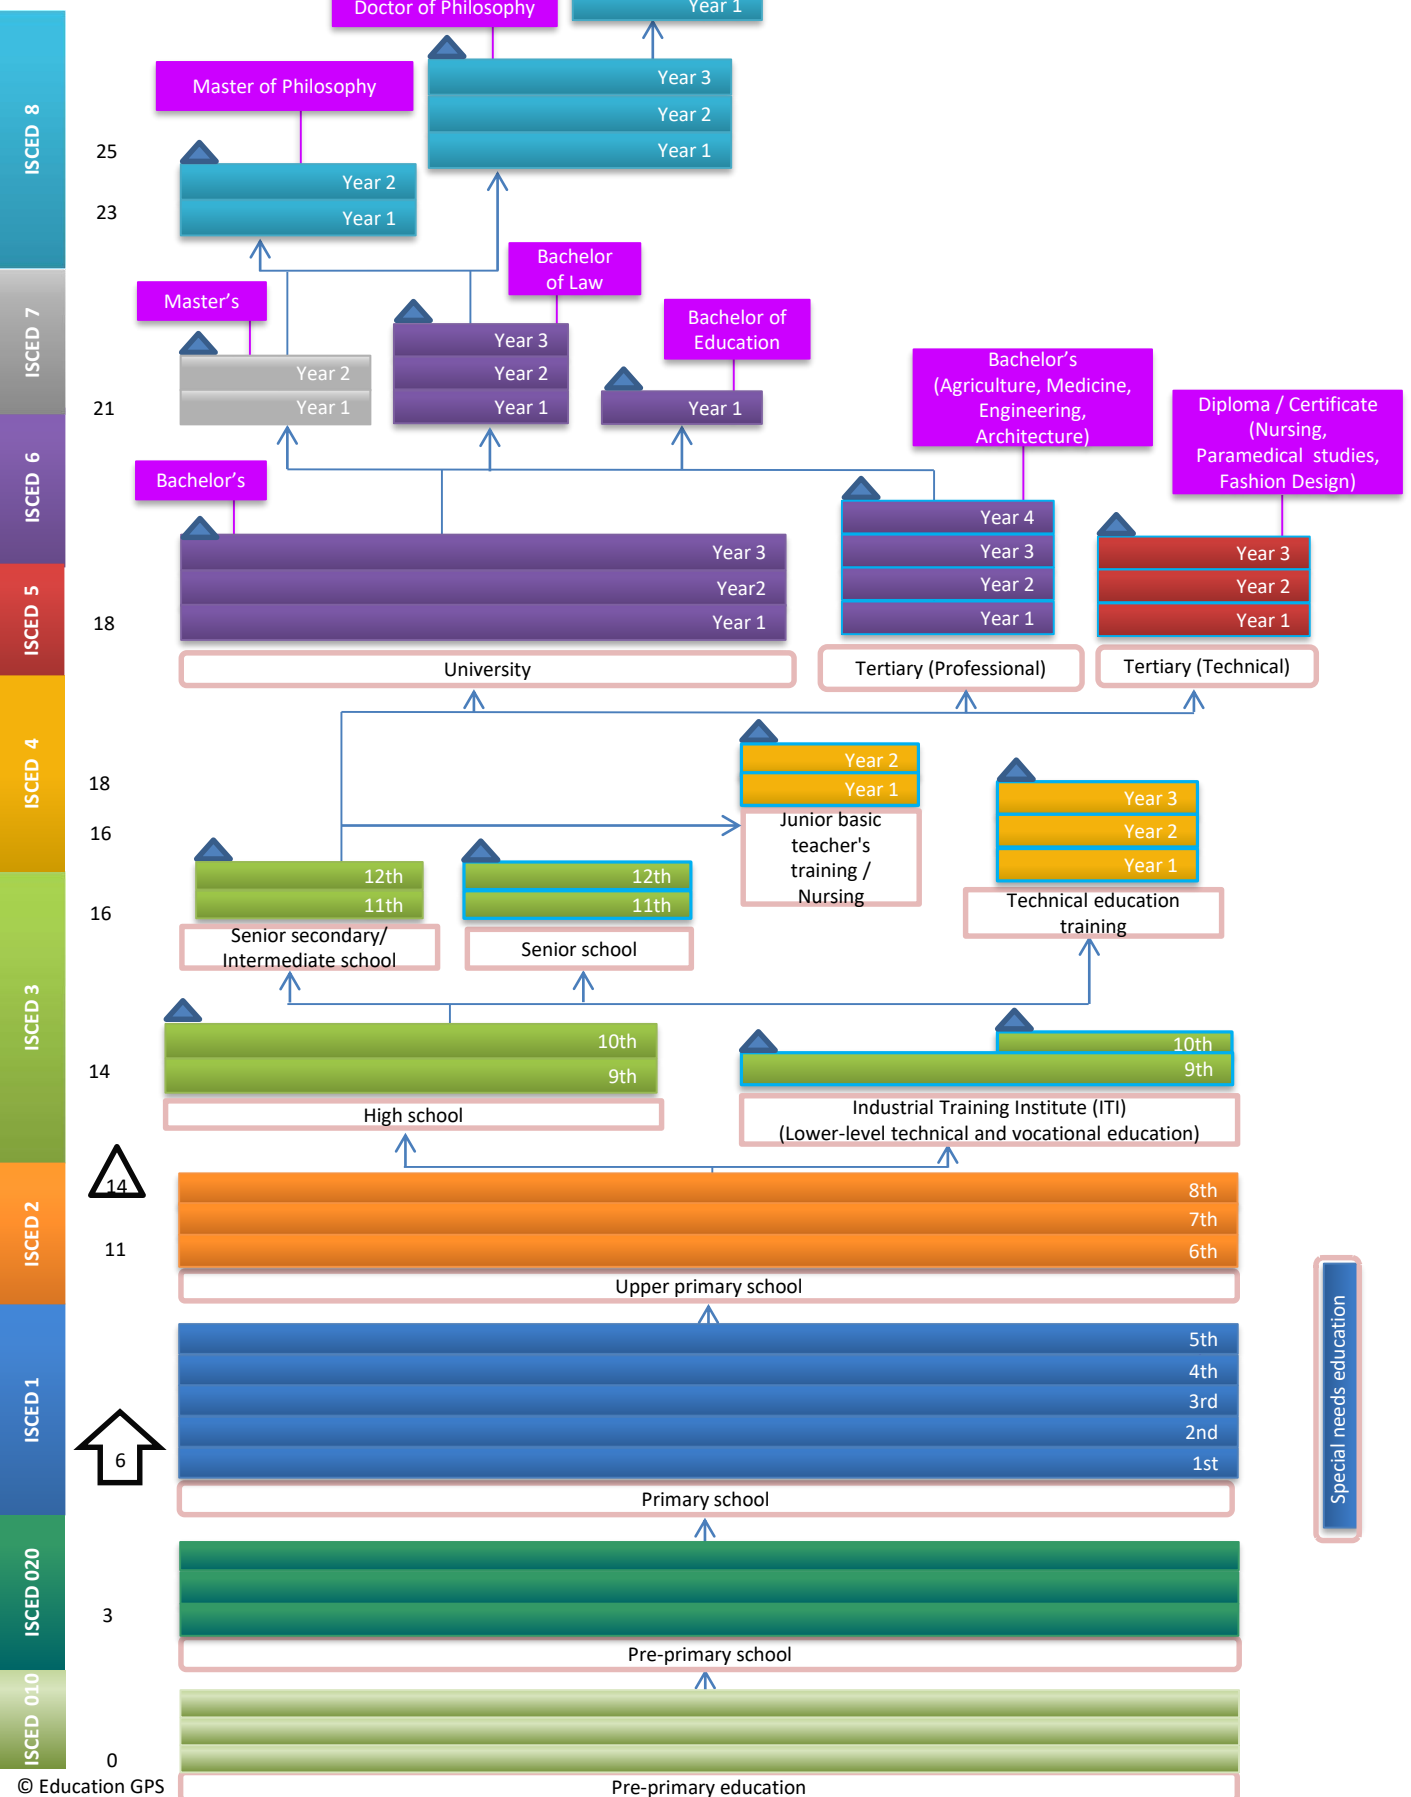 Doctor of Philosophy
Year 1
Master of Philosophy
Year 3
Year 2
Year 1
ISCED 8
25
23
Year 2
Year 1
Bachelor
of Law
Master's
Bachelor of
Education
ISCED 7
Year 3
Year 2
Year 1
Year 2
Year 1
Year 1
21
Bachelor's
(Agriculture, Medicine,
Engineering,
Architecture)
Diploma / Certificate
(Nursing,
Paramedical studies,
Fashion Design)
ISCED 6
Bachelor's
Year 3
Year2
Year 1
Year 4
Year 3
Year 2
Year 1
Year 3
Year 2
Year 1
ISCED 5
18
University
Tertiary (Professional)
Tertiary (Technical)
ISCED 4
18
16
Year 2
Year 1
Junior basic
teacher's
training /
Nursing
Year 3
Year 2
Year 1
Technical education
training
12th
11th
12th
11th
16
Senior secondary/
Intermediate school
Senior school
ISCED 3
10th
9th
10th
9th
14
High school
Industrial Training Institute (ITI)
(Lower-level technical and vocational education)
14
ISCED 2
8th
7th
6th
11
Upper primary school
ISCED 1
5th
4th
3rd
2nd
1st
6
Primary school
Special needs education
ISCED 020
3
Pre-primary school
ISCED 010
0
© Education GPS
Pre-primary education